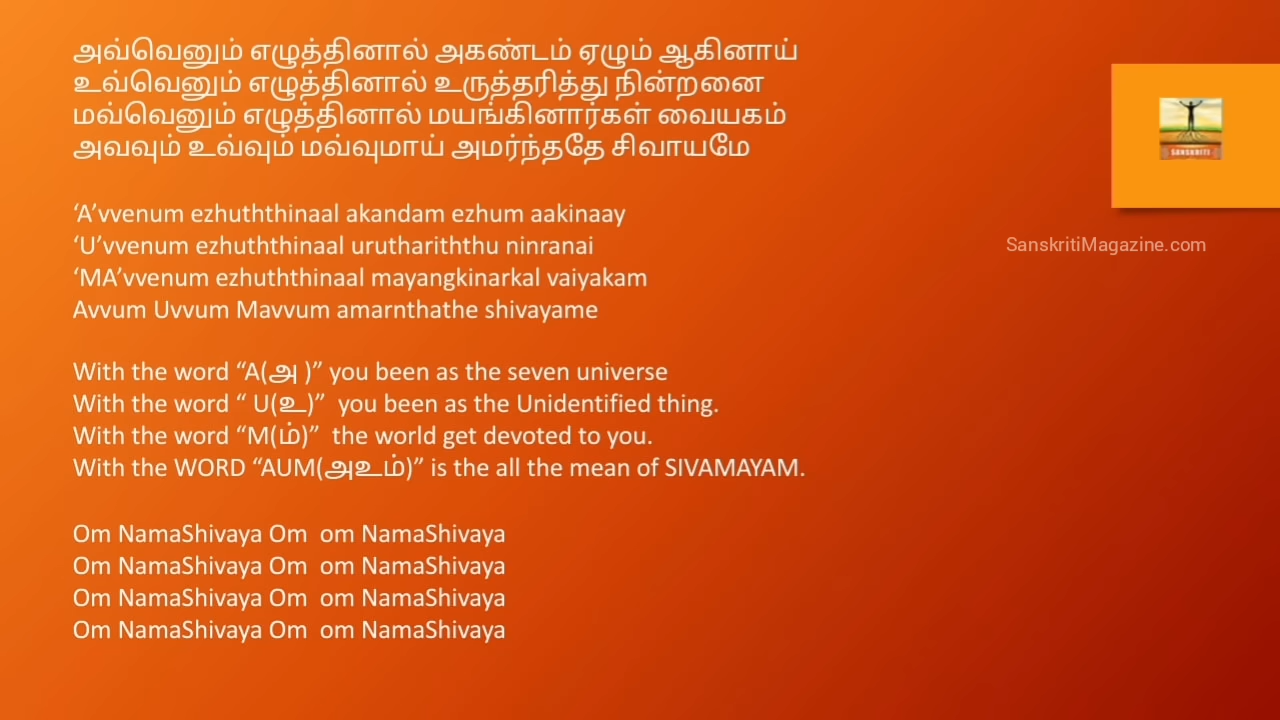 அவ்வெனும் எழுத்தினால் அகண்டம் ஏழும் ஆகினாய்
உவ்வெனும் எழுத்தினால் உருத்தரித்து நின்றனை
மவ்வெனும் எழுத்தினால் மயங்கினார்கள் வையகம்
அவவும் உவ்வும் மவ்வுமாய் அமர்ந்ததே சிவாயமே
‘A’vvenum ezhuththinaal akandam ezhum aakinaay
‘U’vvenum ezhuththinaal uruthariththu ninranai
‘MA’vvenum ezhuththinaal mayangkinarkal vaiyakam
Avvum Uvvum Mavvum amarnthathe shivayame
With the word “A(அ )” you been as the seven universe
With the word “ U(உ)”  you been as the Unidentified thing.
With the word “M(ம்)”  the world get devoted to you.
With the WORD “AUM(அஉம்)” is the all the mean of SIVAMAYAM.
Om NamaShivaya Om  om NamaShivaya
Om NamaShivaya Om  om NamaShivaya
Om NamaShivaya Om  om NamaShivaya
Om NamaShivaya Om  om NamaShivaya
SANSKRITI
SanskritiMagazine.com